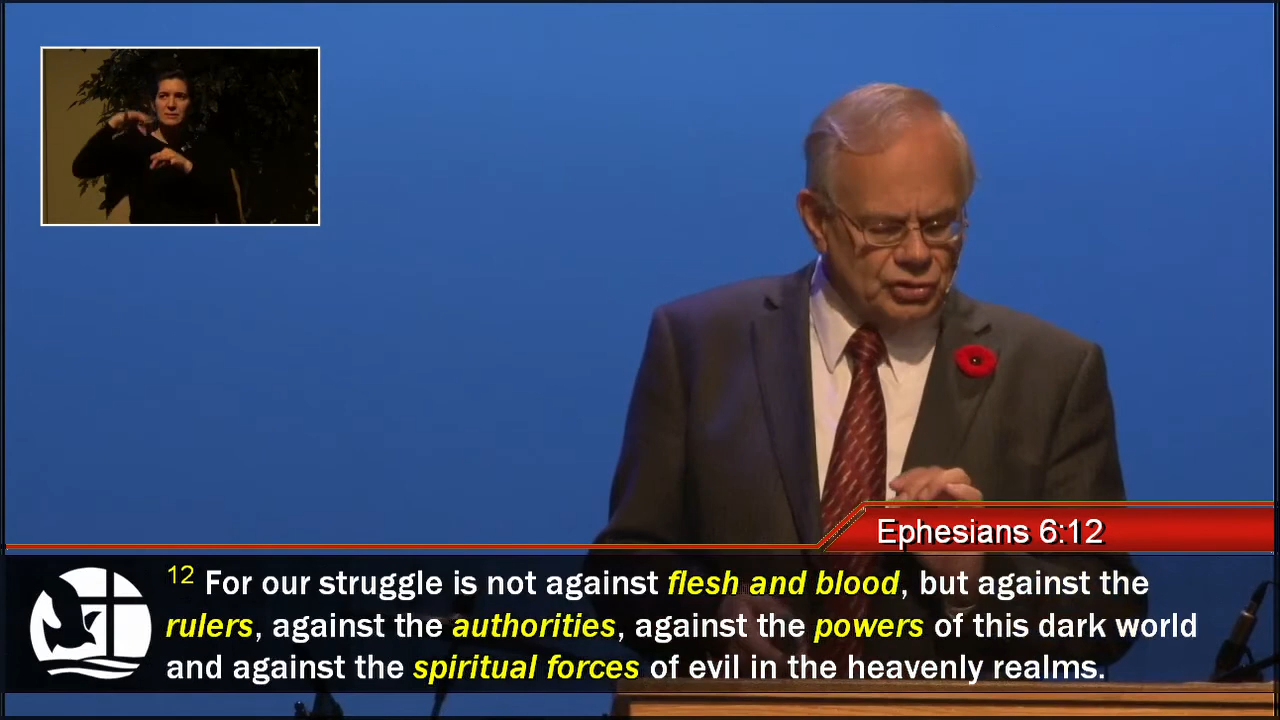 Ephesians 6:12
12 For our struggle is not against flesh and blood, but against the
rulers, against the authorities, against the powers of this dark world
and against the spiritual forces of evil in the heavenly realms.